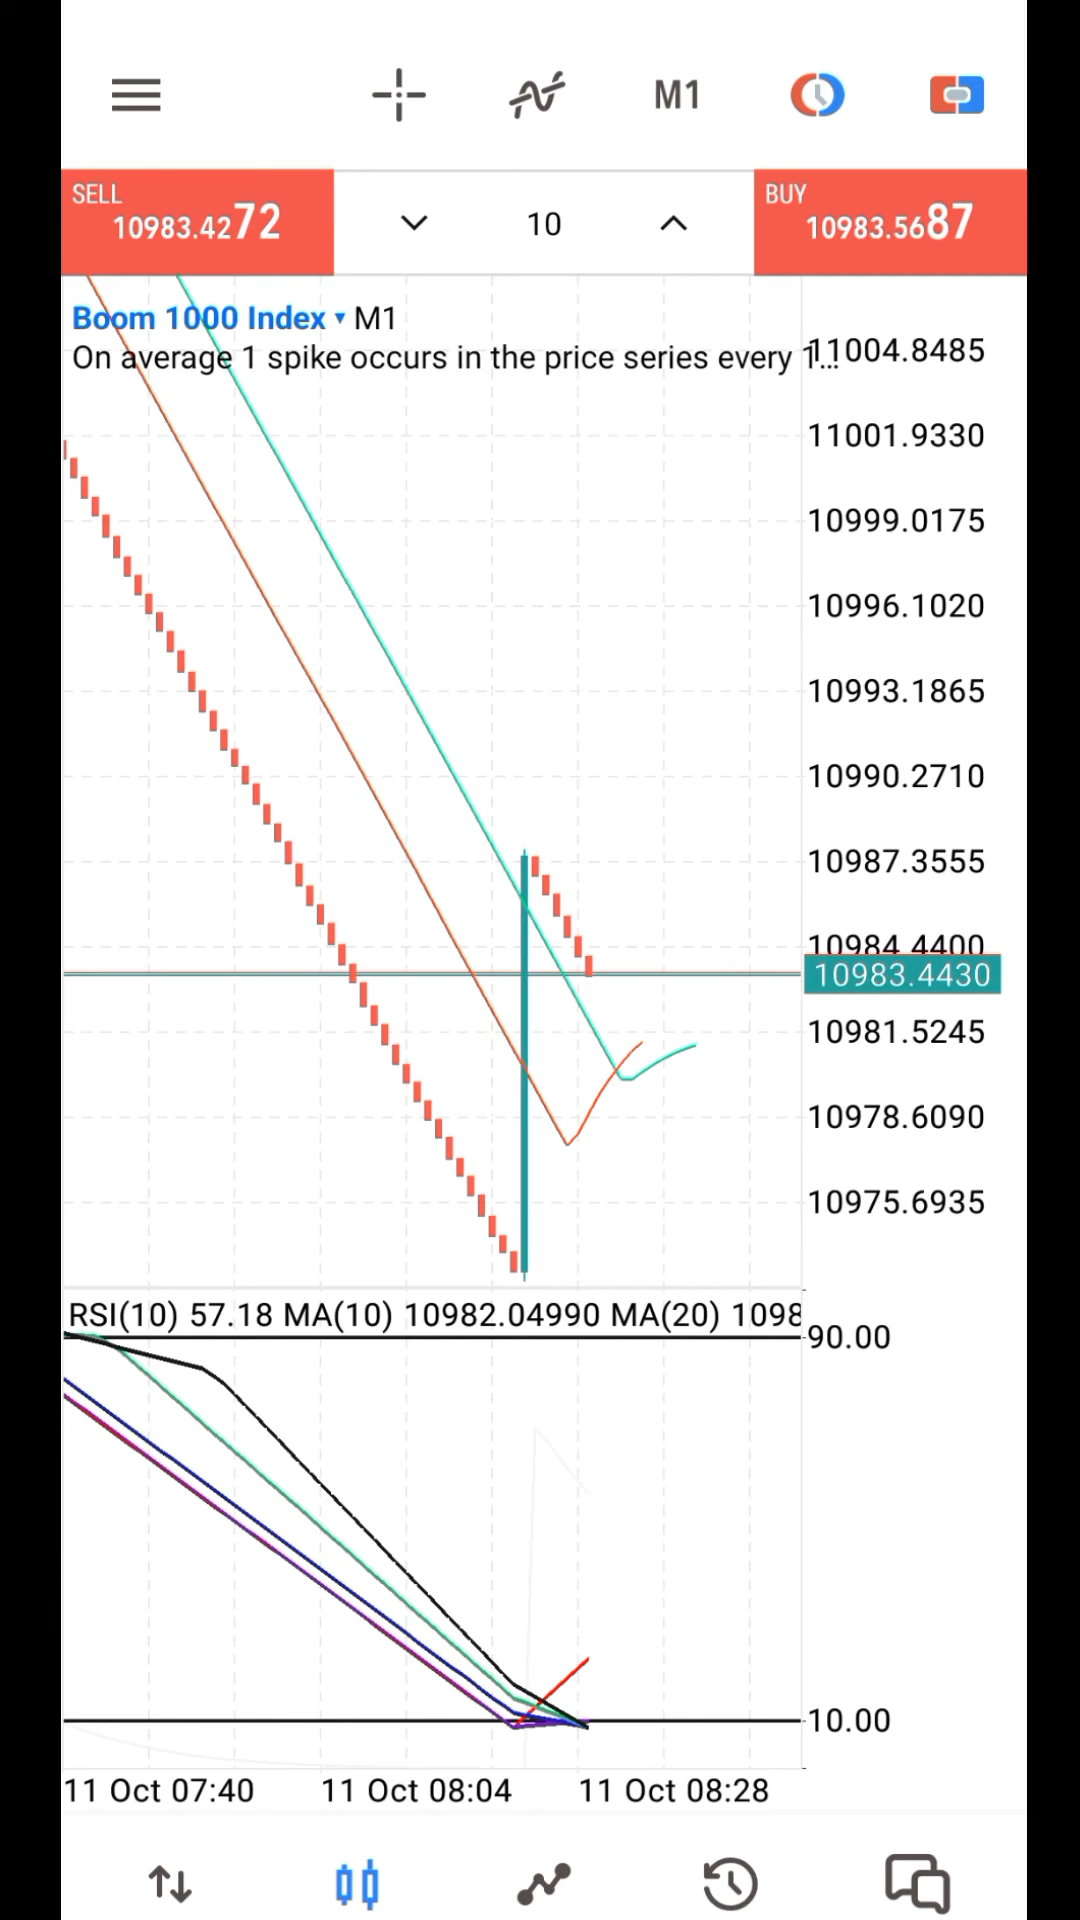 M1
SELL
10983.4272
10
BUY
10983.5687
Boom 1000 Index ▾ M1
On average 1 spike occurs in the price series every 1...
11004.8485
11001.9330
10999.0175
10996.1020
10993.1865
10990.2710
10987.3555
10984.4400
10983.4430
10981.5245
10978.6090
10975.6935
RSI(10) 57.18 MA(10) 10982.04990 MA(20) 1098
90.00
10.00
11 Oct 07:40 11 Oct 08:04 11 Oct 08:28